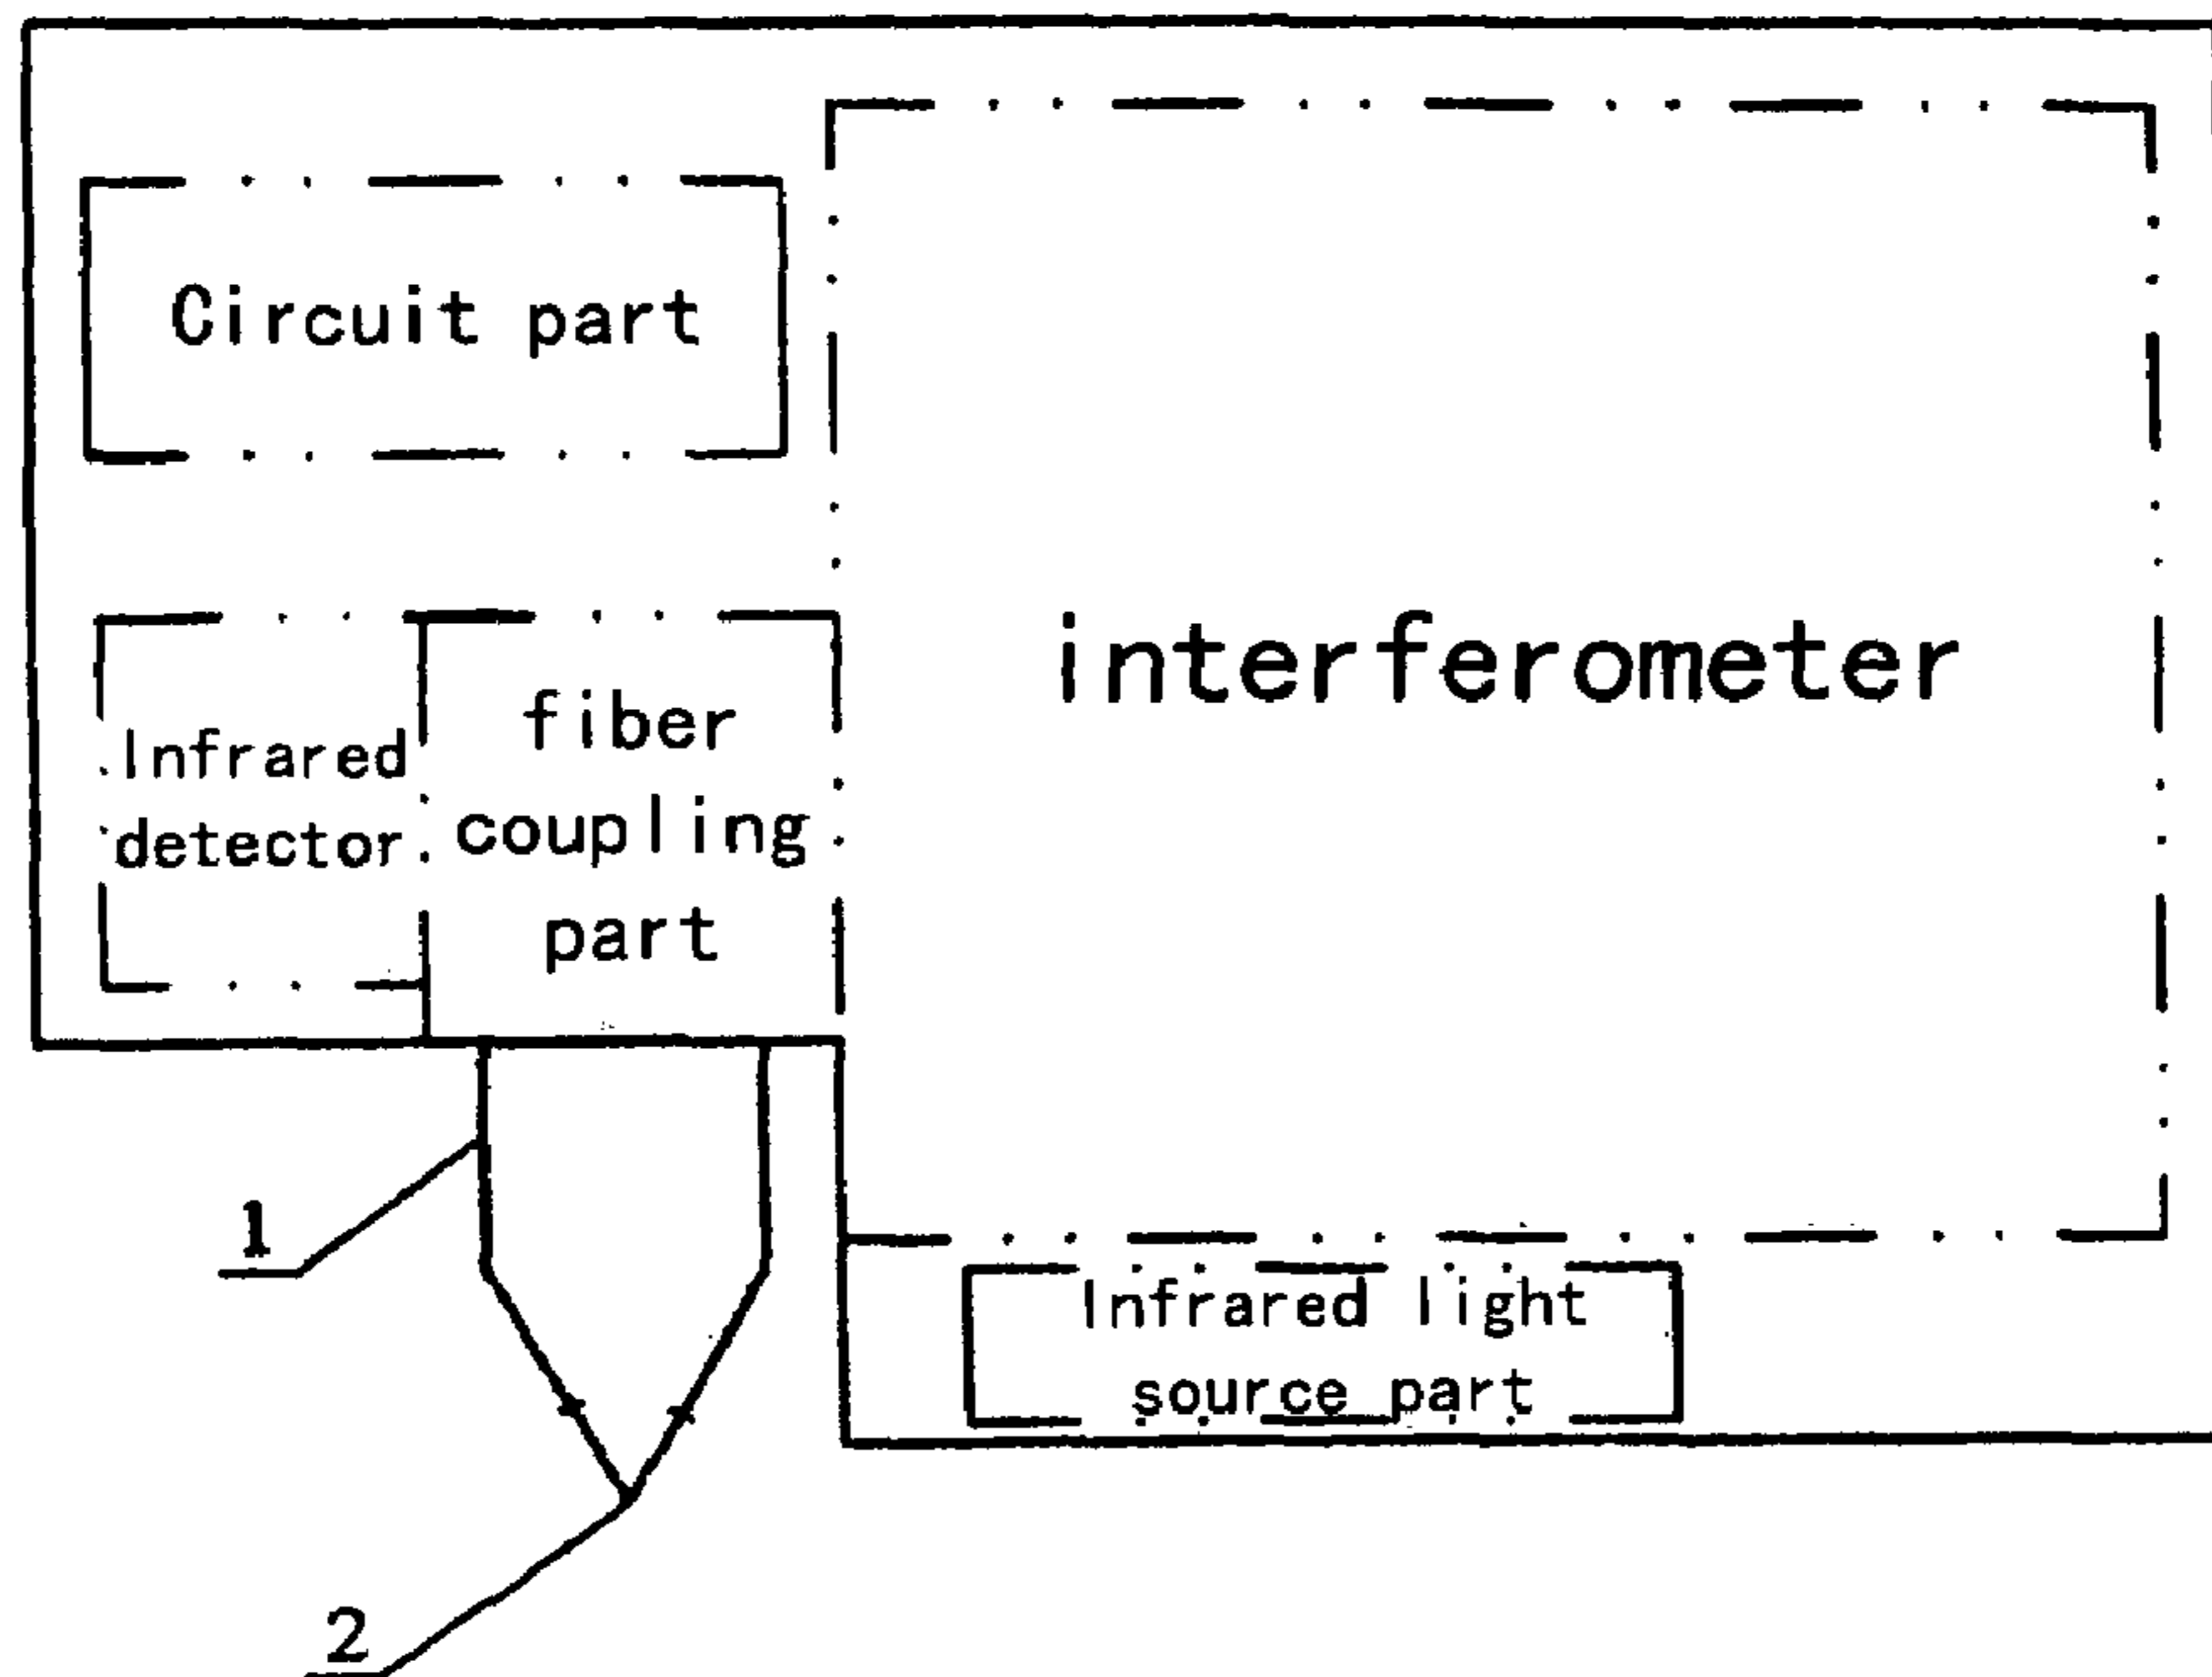 Circuit part
interferometer
Infrared
detector
fiber
coupling
part
1
Infrared light
source part
2